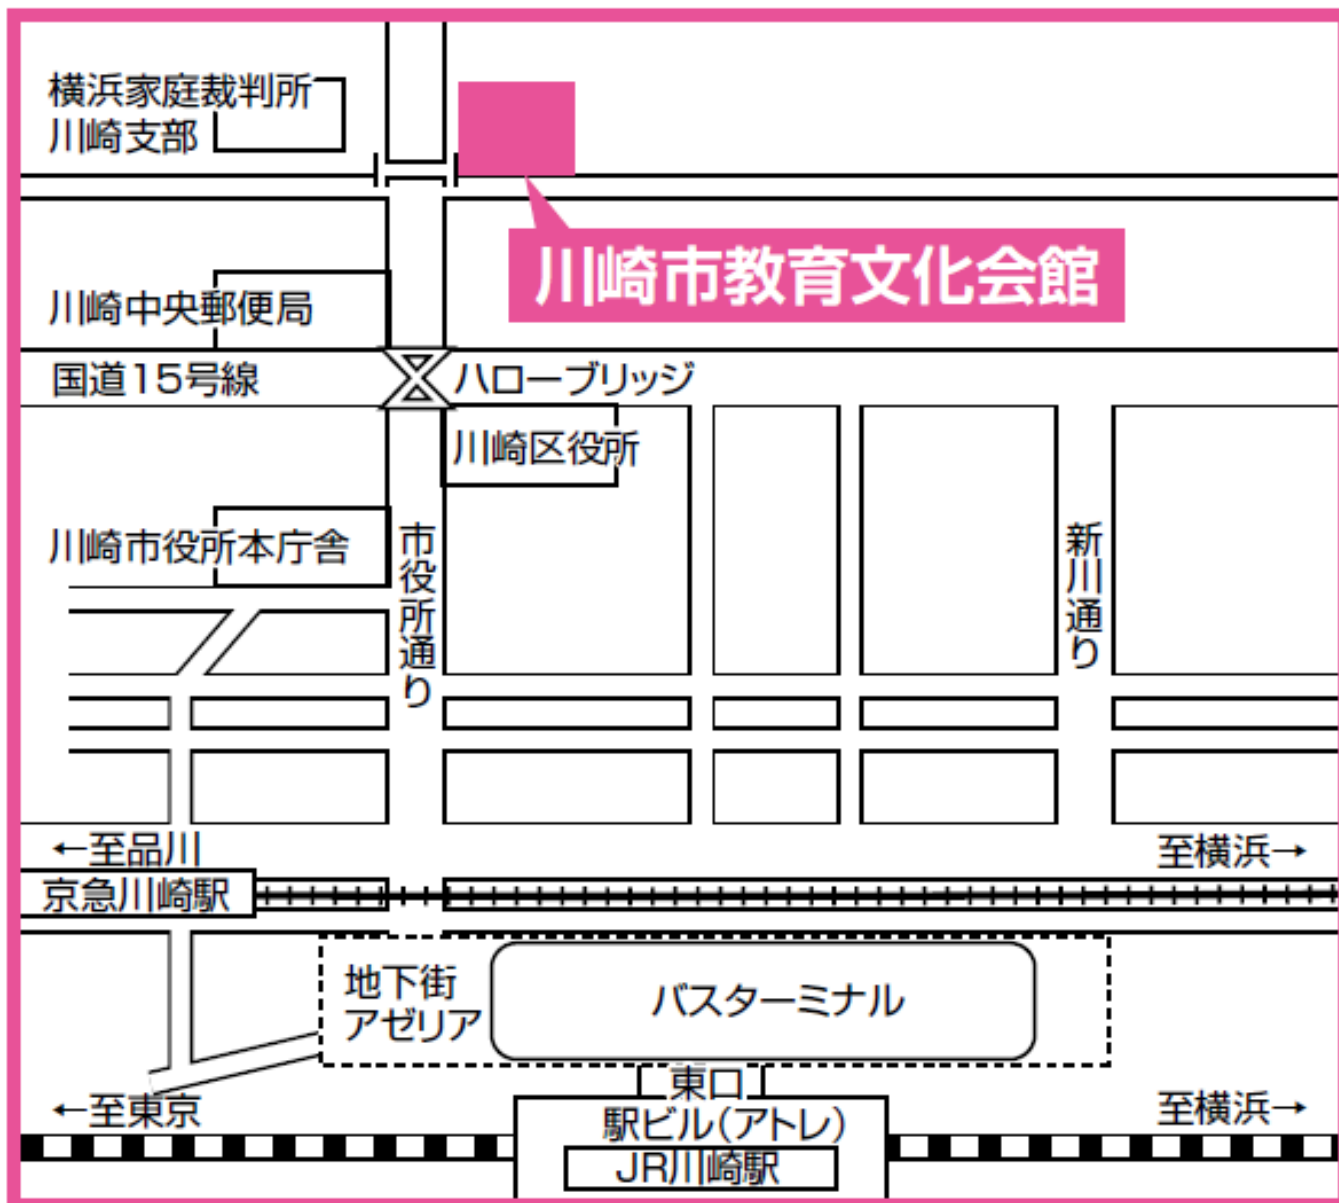 横浜家庭裁判所
川崎支部
川崎市教育文化会館
川崎中央郵便局
国道15号線
ハローブリッジ
川崎区役所
川崎市役所本庁舎
市役所通り
新川通り
←至品川
至横浜→
京急川崎駅
地下街
アゼリア
バスターミナル
東口
←至東京
至横浜→
駅ビル(アトレ)
JR川崎駅